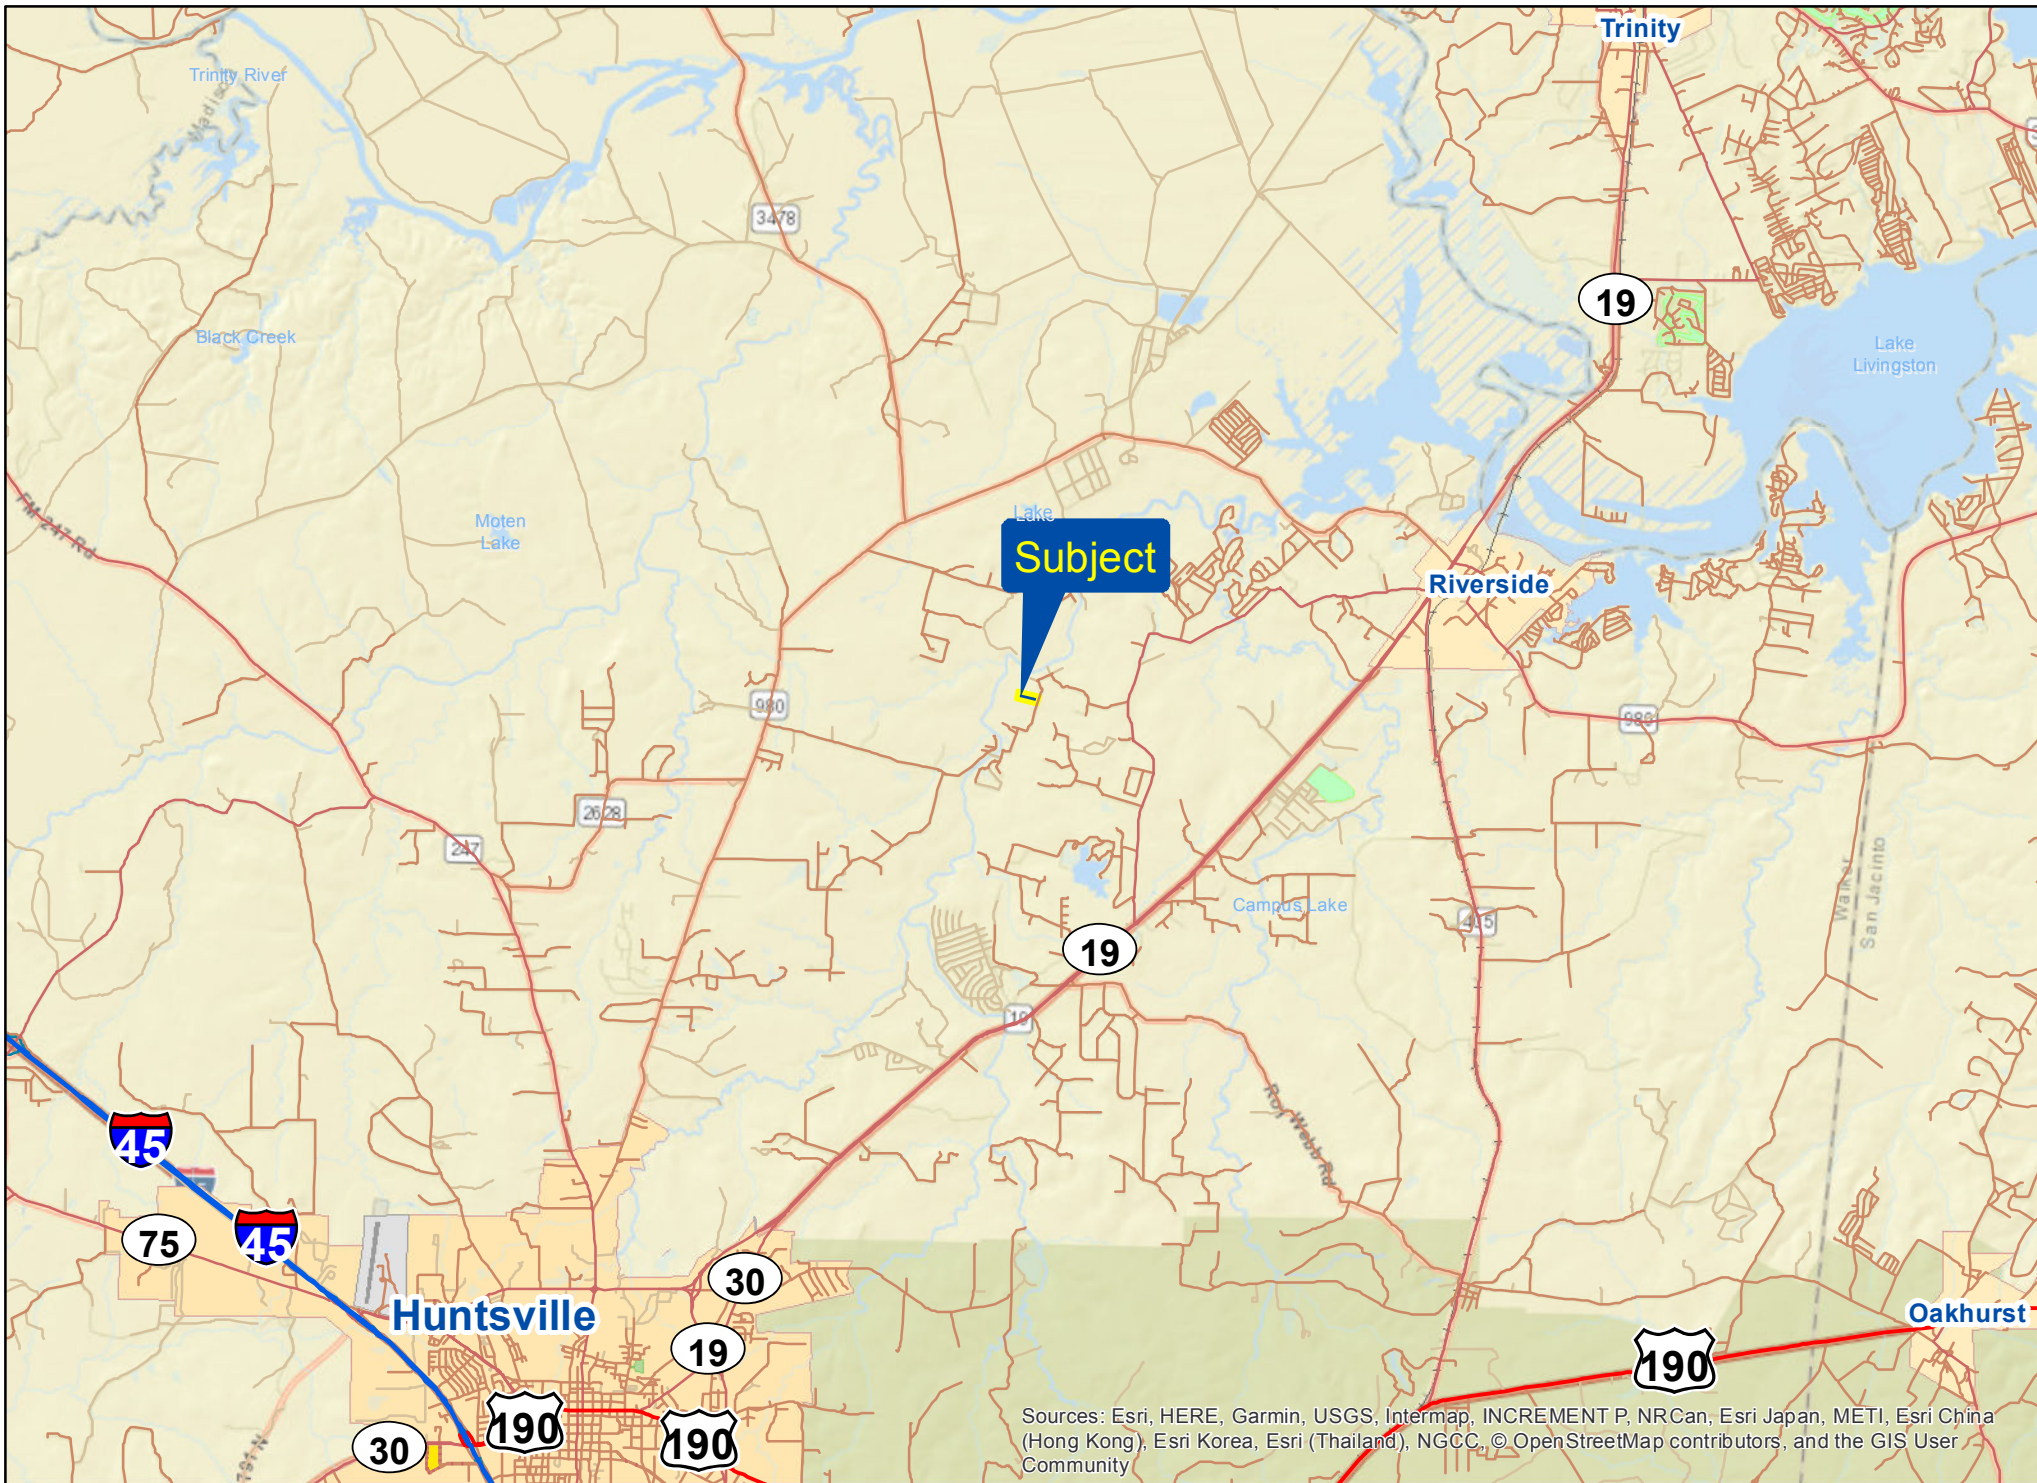 Trinity
Trinity River
Madison
3478
19
Black Creek
Lake
Livingston
FM 247 Rd
Moten
Lake
Lake
Subject
Riverside
980
980
2628
247
Walker
San Jacinto
Campus Lake
405
19
19
Roy Webb Rd
45
75
45
30
Huntsville
Oakhurst
19
190
190
190
30
Sources: Esri, HERE, Garmin, USGS, Intermap, INCREMENT P, NRCan, Esri Japan, METI, Esri China
(Hong Kong), Esri Korea, Esri (Thailand), NGCC, © OpenStreetMap contributors, and the GIS User
Community